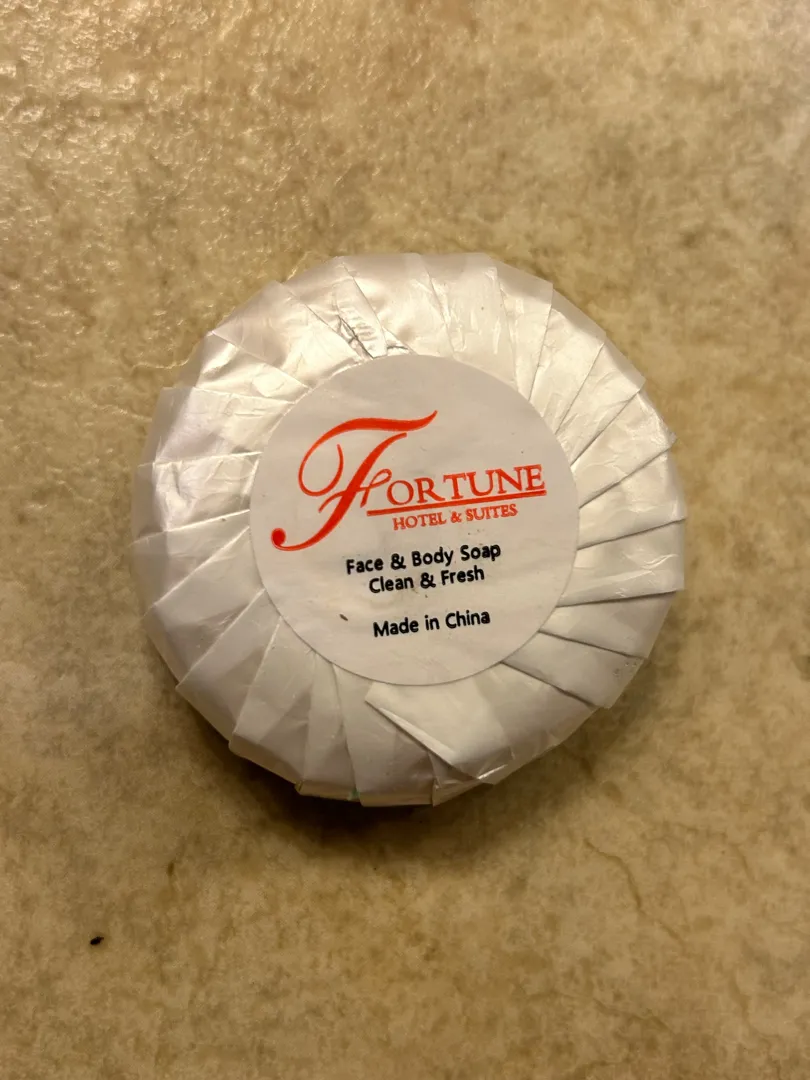 FORTUNE
HOTEL & SUITES
Face & Body Soap
Clean & Fresh
Made in China